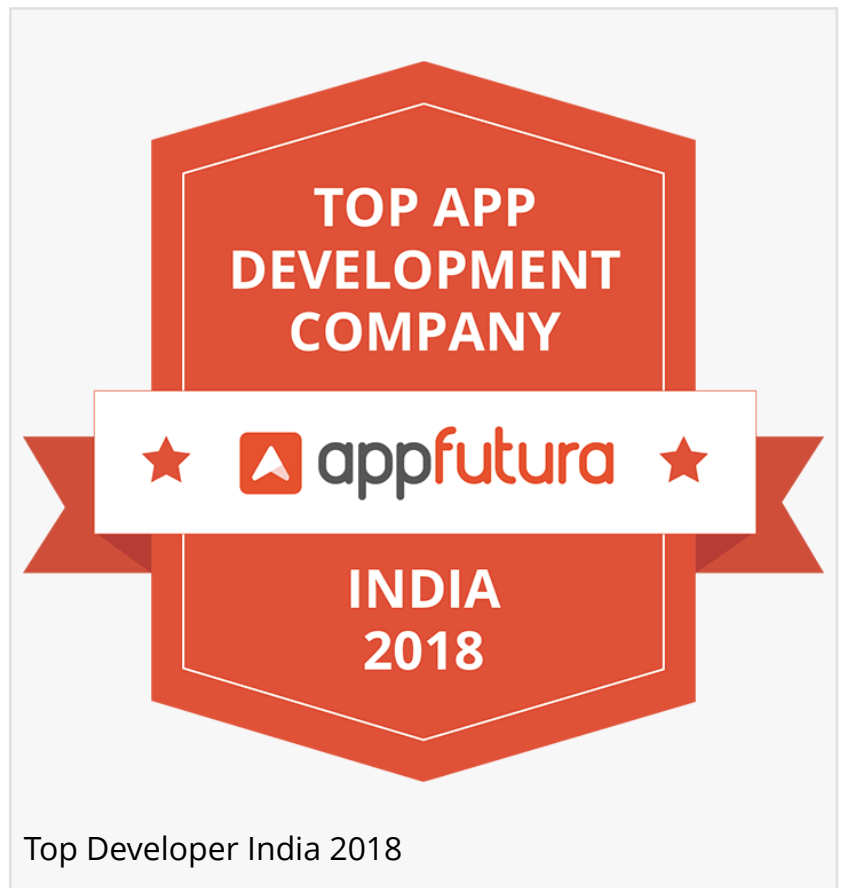 TOP APP
DEVELOPMENT
COMPANY
appfutura
INDIA
2018
Top Developer India 2018